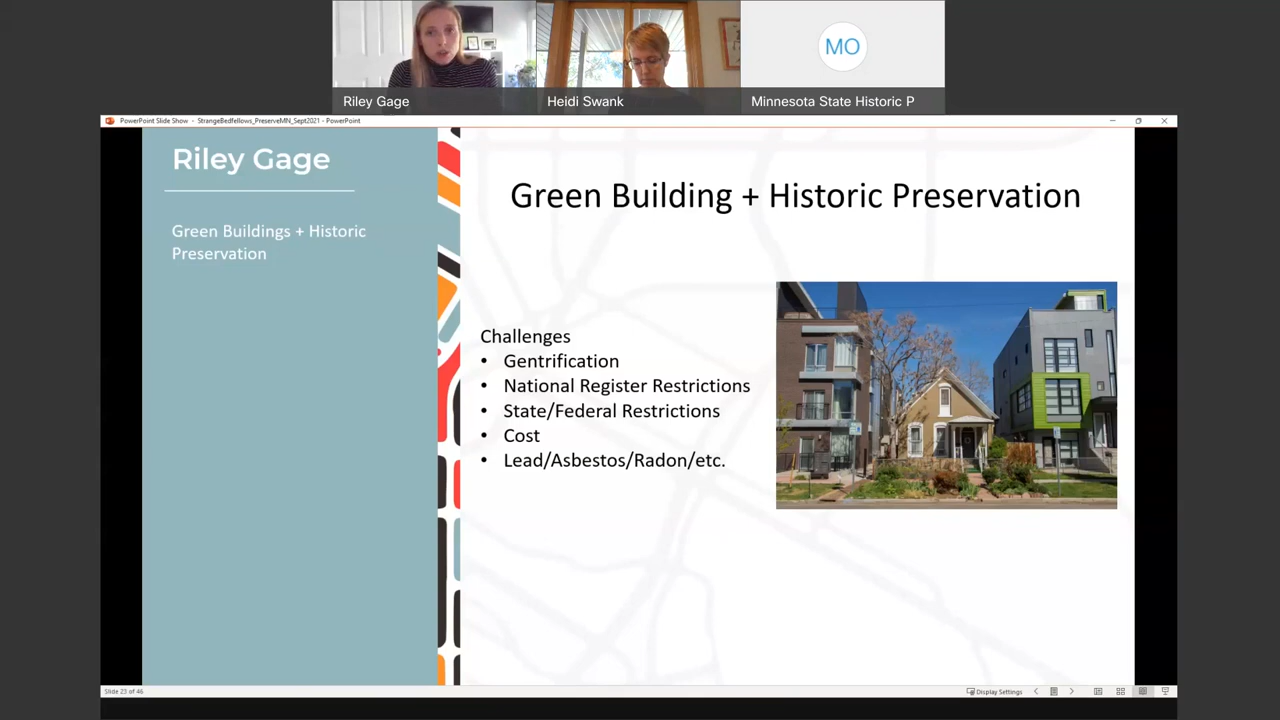 MO
Riley Gage
Heidi Swank
Minnesota State Historic P
PowerPoint Slide Show - StrangeBedfellows_PreserveMN_Sept2021 - PowerPoint
Riley Gage
Green Buildings + Historic
Preservation
Green Building + Historic Preservation
Challenges
• Gentrification
• National Register Restrictions
• State/Federal Restrictions
• Cost
• Lead/Asbestos/Radon/etc.
Slide 23 of 46
Display Settings